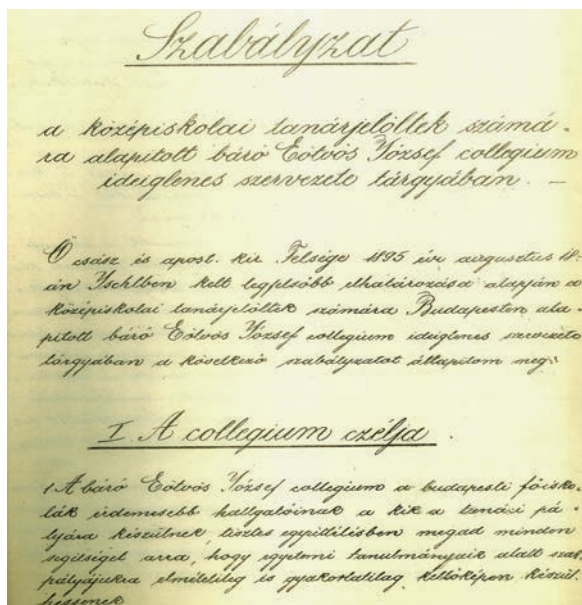 Szabályzat
a középiskolai tanárjelöltek számá-
ra alapitott báró Eötvös József collegium
ideiglenes szervezete tárgyában. —
Ő csász és apost. kir. Felsége 1895 évi augusztus 18-
án Ischlben kelt legfelsőbb elhatározása alapján a
középiskolai tanárjelöltek számára Budapesten ala-
pitott báró Eötvös József collegium ideiglenes szervezete
tárgyában a következő szabályzatot állapitom meg:
I A collegium czélja.
1 A báró Eötvös József collegium a budapesti főisko-
lák érdemesebb hallgatóinak a kik a tanári pá-
lyára készülnek, tisztes együttlétben megad minden
segitséget arra, hogy egyetemi tanulmányaik alatt szak
pályájukra elméletileg és gyakorlatilag kellőképen készül-
hessenek